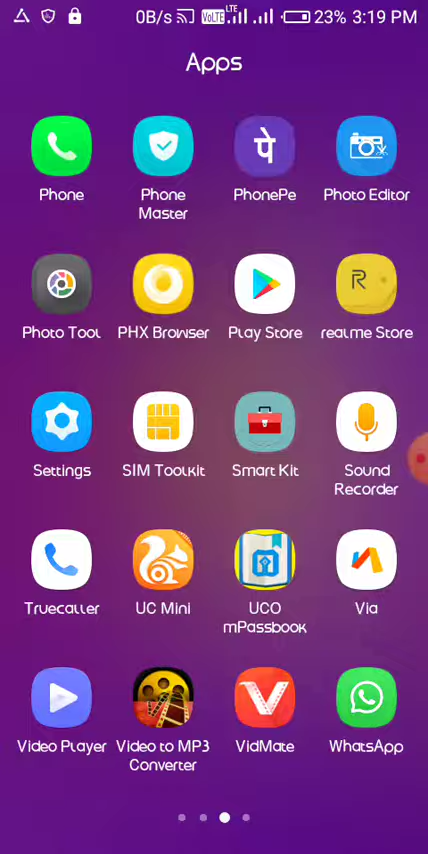 0B/s VoLTE LTE 23% 3:19 PM
Apps
Phone
Phone
Master
PhonePe
Photo Editor
पे
Photo Tool
PHX Browser
Play Store
realme Store
R
Settings
SIM Toolkit
Smart Kit
Sound
Recorder
Truecaller
UC Mini
UCO
mPassbook
Via
Video Player
Video to MP3
Converter
VidMate
WhatsApp